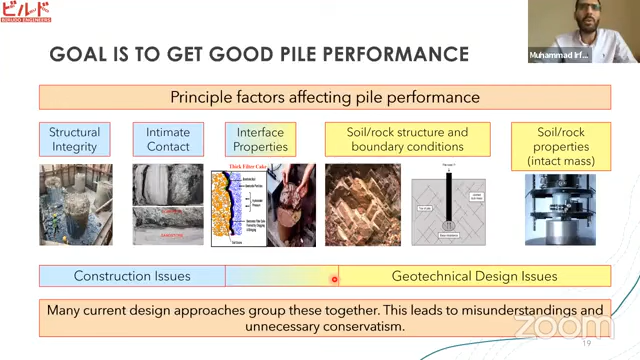 ビルド
BIRUDO ENGINEERS
Muhammad Irf...
GOAL IS TO GET GOOD PILE PERFORMANCE
Principle factors affecting pile performance
Structural
Integrity
Intimate
Contact
Interface
Properties
Soil/rock structure and
boundary conditions
Soil/rock
properties
(intact mass)
Thick Filter Cake
Construction Issues
Geotechnical Design Issues
Many current design approaches group these together. This leads to misunderstandings and
unnecessary conservatism.
zoom
19